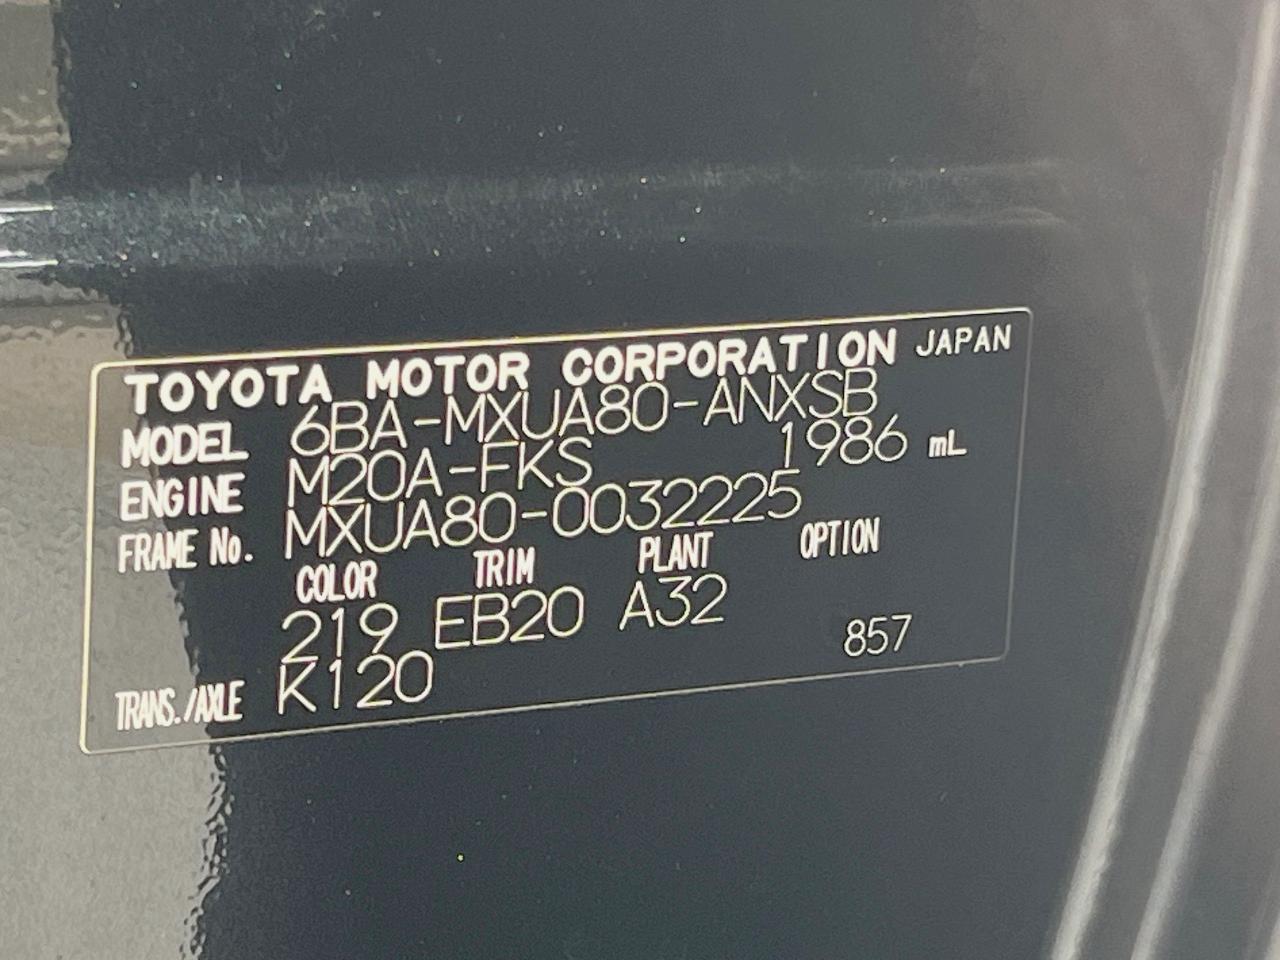 TOYOTA MOTOR CORPORATION JAPAN
MODEL 6BA-MXUA80-ANXSB
ENGINE M20A-FKS 1986 mL
FRAME No. MXUA80-0032225
COLOR TRIM PLANT OPTION
219 EB20 A32
TRANS./AXLE K120 857